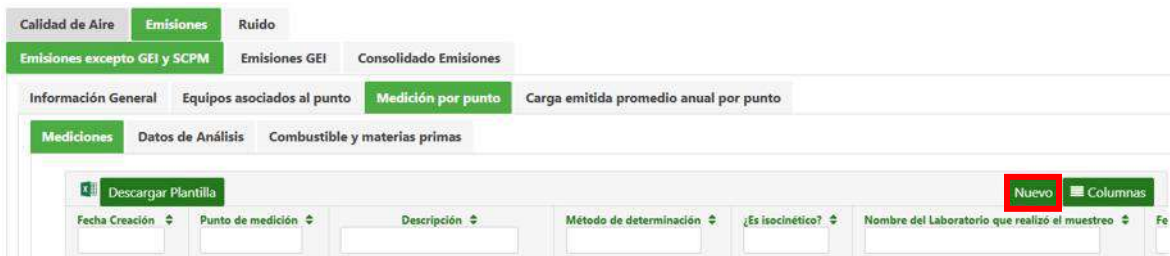 Calidad de Aire Emisiones Ruido
Emisiones excepto GEI y SCPM Emisiones GEI Consolidado Emisiones
Información General Equipos asociados al punto Medición por punto Carga emitida promedio anual por punto
Mediciones Datos de Análisis Combustible y materias primas
Descargar Plantilla Nuevo Columnas
Fecha Creación Punto de medición Descripción Método de determinación ¿Es isocinético? Nombre del Laboratorio que realizó el muestreo Fe